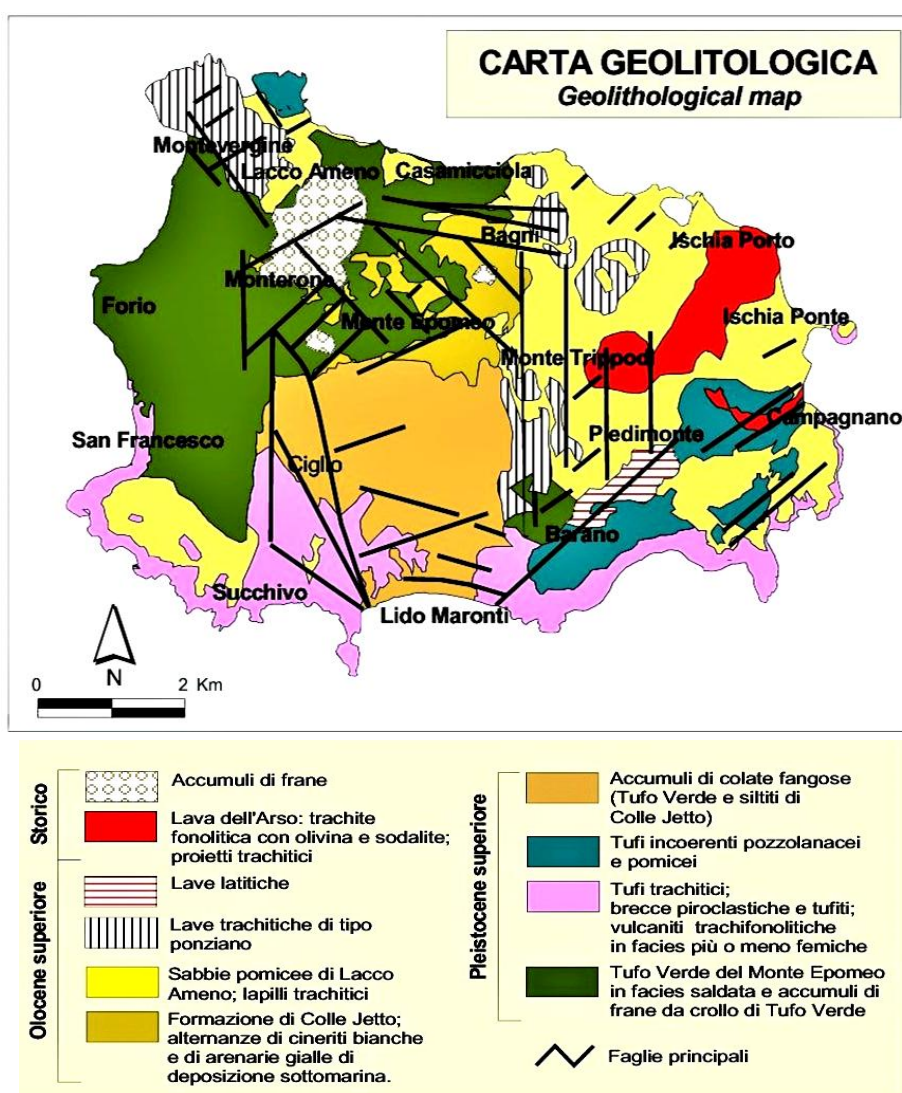 CARTA GEOLITOLOGICA
Geolithological map
Montevergine
Lacco Ameno
Casamicciola
Bagni
Ischia Porto
Monterone
Forio
Monte Epomeo
Ischia Ponte
Monte Trippodi
San Francesco
Piedimonte
Campagnano
Ciglio
Barano
Succhivo
Lido Maronti
N
0 2 Km
Storico
Accumuli di frane
Lava dell'Arso: trachite
fonolitica con olivina e sodalite;
proietti trachitici
Olocene superiore
Lave latitiche
Lave trachitiche di tipo
ponziano
Sabbie pomicee di Lacco
Ameno; lapilli trachitici
Formazione di Colle Jetto;
alternanze di cineriti bianche
e di arenarie gialle di
deposizione sottomarina.
Pleistocene superiore
Accumuli di colate fangose
(Tufo Verde e siltiti di
Colle Jetto)
Tufi incoerenti pozzolanacei
e pomicei
Tufi trachitici;
brecce piroclastiche e tufiti;
vulcaniti trachifonolitiche
in facies più o meno femiche
Tufo Verde del Monte Epomeo
in facies saldata e accumuli di
frane da crollo di Tufo Verde
Faglie principali